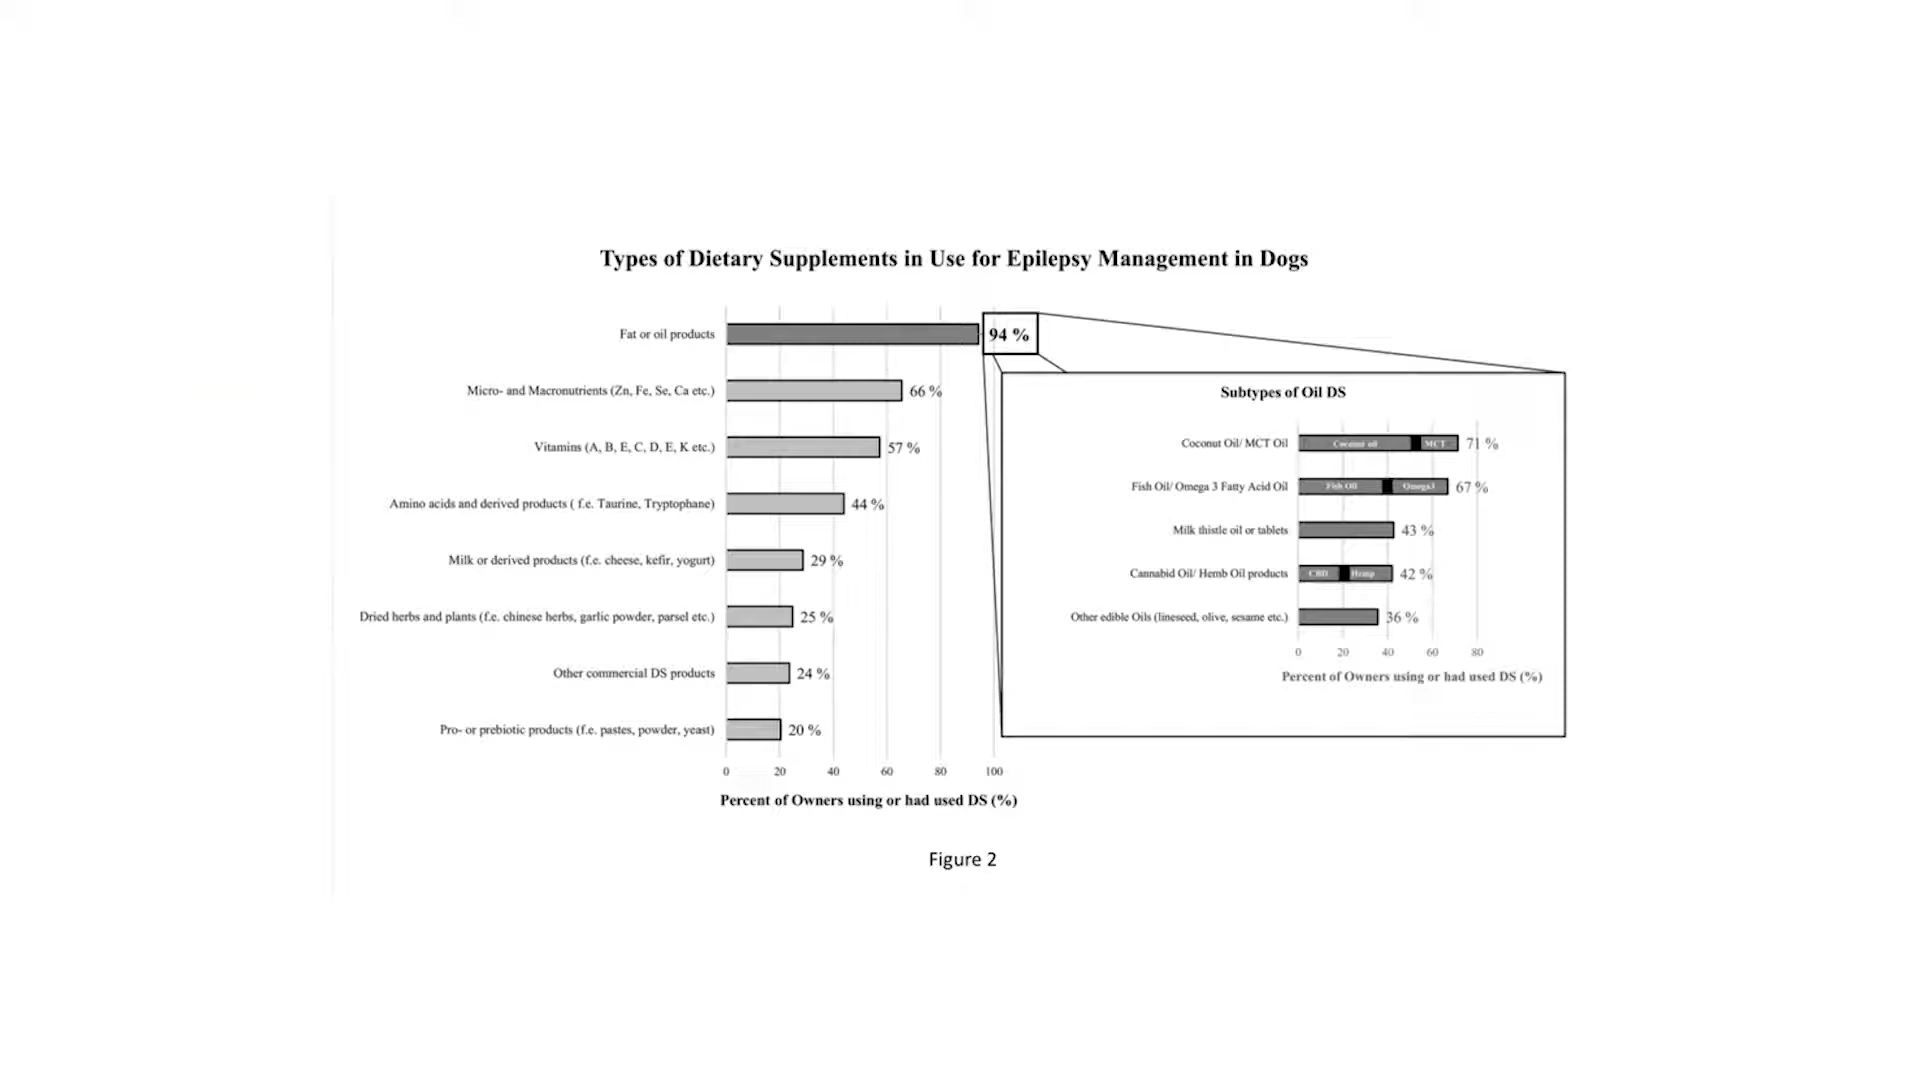 Types of Dietary Supplements in Use for Epilepsy Management in Dogs
Fat or oil products
94 %
Micro- and Macronutrients (Zn, Fe, Se, Ca etc.)
66 %
Vitamins (A, B, E, C, D, E, K etc.)
57 %
Amino acids and derived products ( f.e. Taurine, Tryptophane)
44 %
Milk or derived products (f.e. cheese, kefir, yogurt)
29 %
Dried herbs and plants (f.e. chinese herbs, garlic powder, parsel etc.)
25 %
Other commercial DS products
24 %
Pro- or prebiotic products (f.e. pastes, powder, yeast)
20 %
0 20 40 60 80 100
Percent of Owners using or had used DS (%)
Subtypes of Oil DS
Coconut Oil/ MCT Oil
Coconut oil MCT
71 %
Fish Oil/ Omega 3 Fatty Acid Oil
Fish Oil Omega3
67 %
Milk thistle oil or tablets
43 %
Cannabid Oil/ Hemb Oil products
CBD Hemp
42 %
Other edible Oils (lineseed, olive, sesame etc.)
36 %
0 20 40 60 80
Percent of Owners using or had used DS (%)
Figure 2